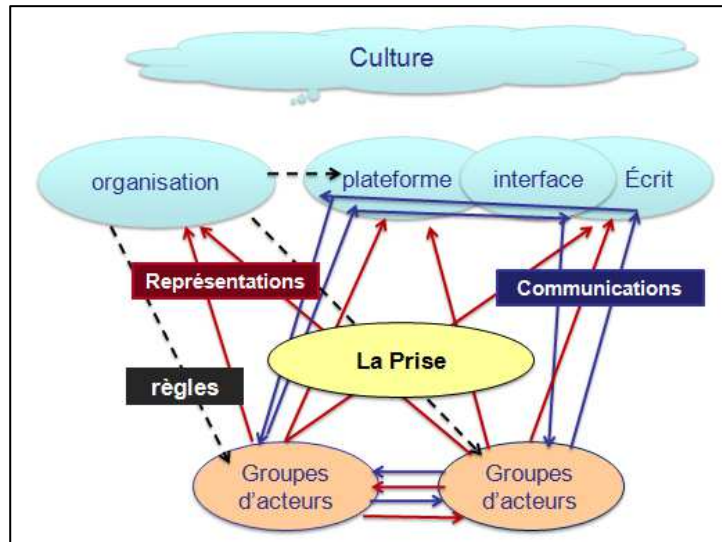 Culture
organisation
plateforme
interface
Écrit
Représentations
Communications
La Prise
règles
Groupes
d'acteurs
Groupes
d'acteurs